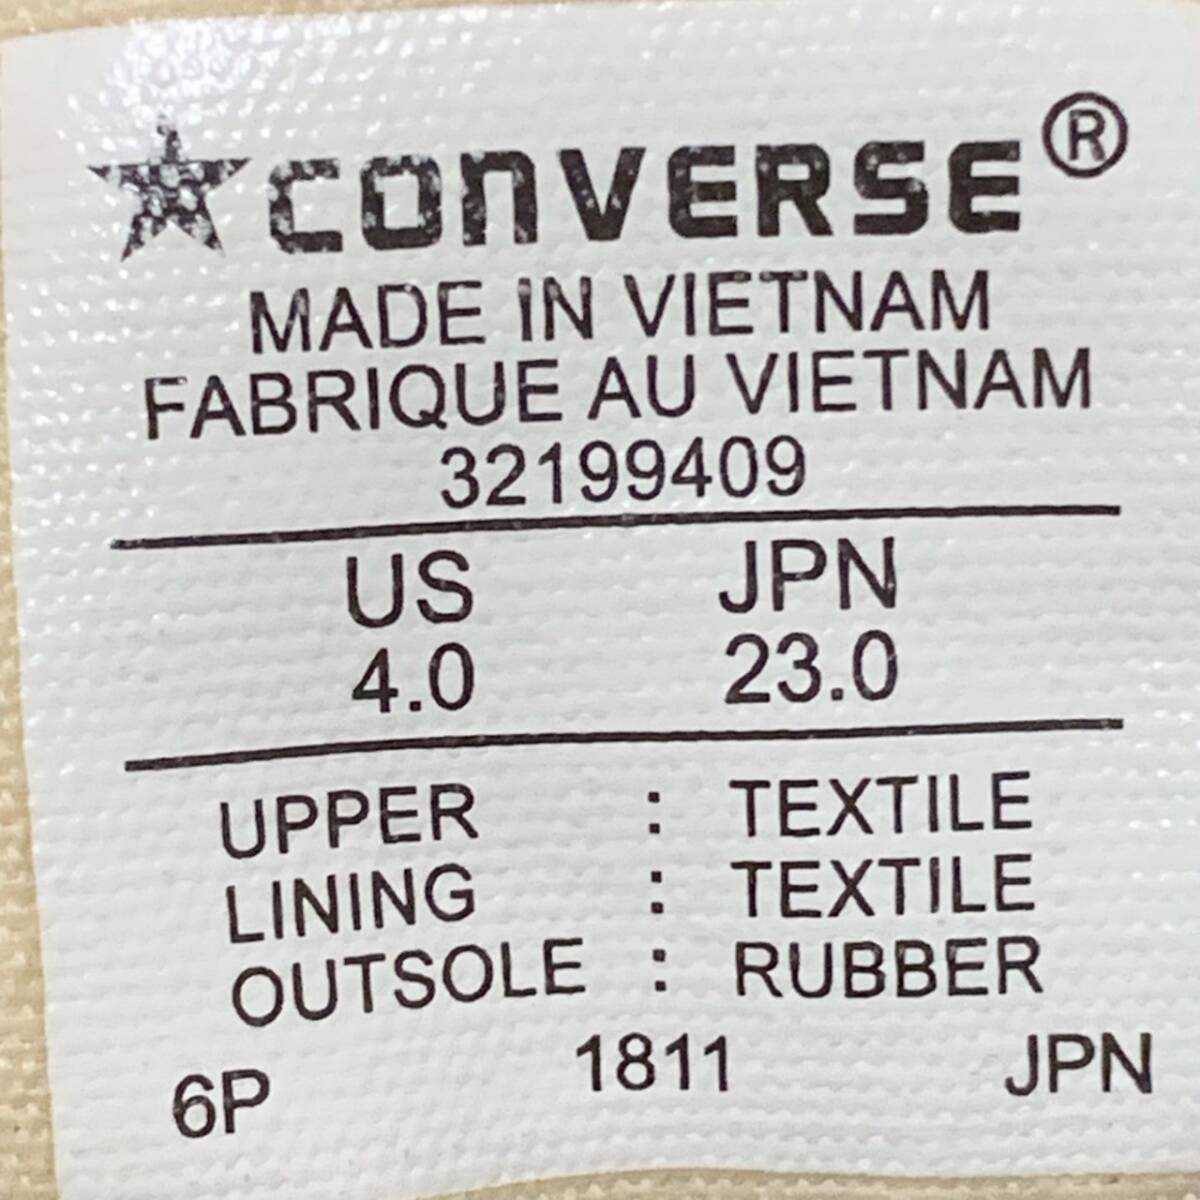 CONVERSE ®
MADE IN VIETNAM
FABRIQUE AU VIETNAM
32199409
US JPN
4.0 23.0
UPPER : TEXTILE
LINING : TEXTILE
OUTSOLE : RUBBER
6P 1811 JPN